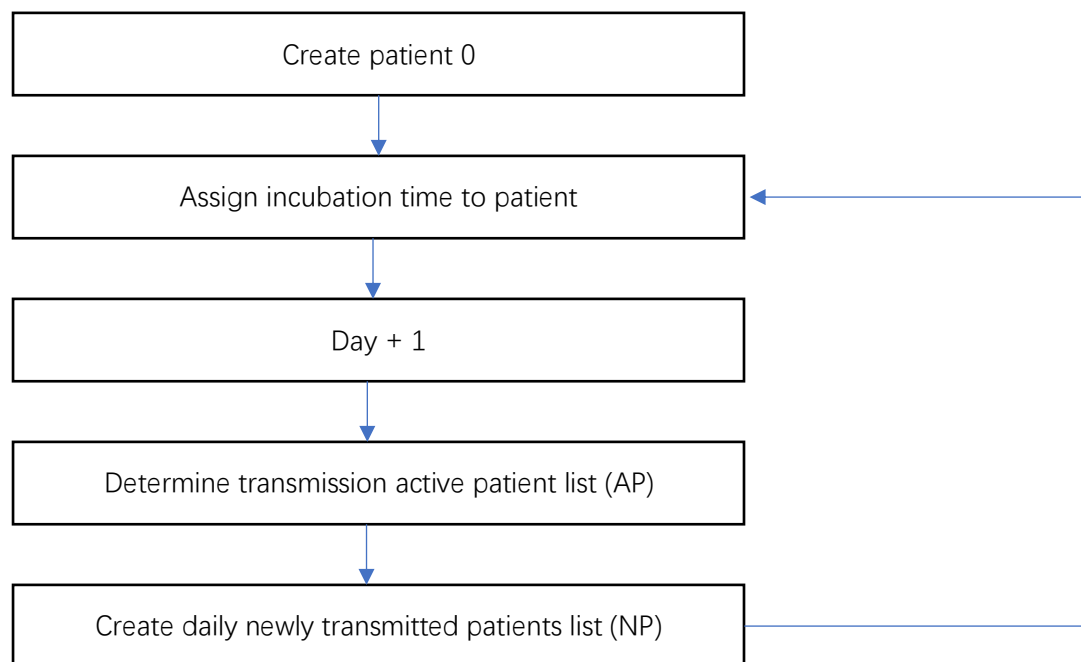 Create patient 0
Assign incubation time to patient
Day + 1
Determine transmission active patient list (AP)
Create daily newly transmitted patients list (NP)